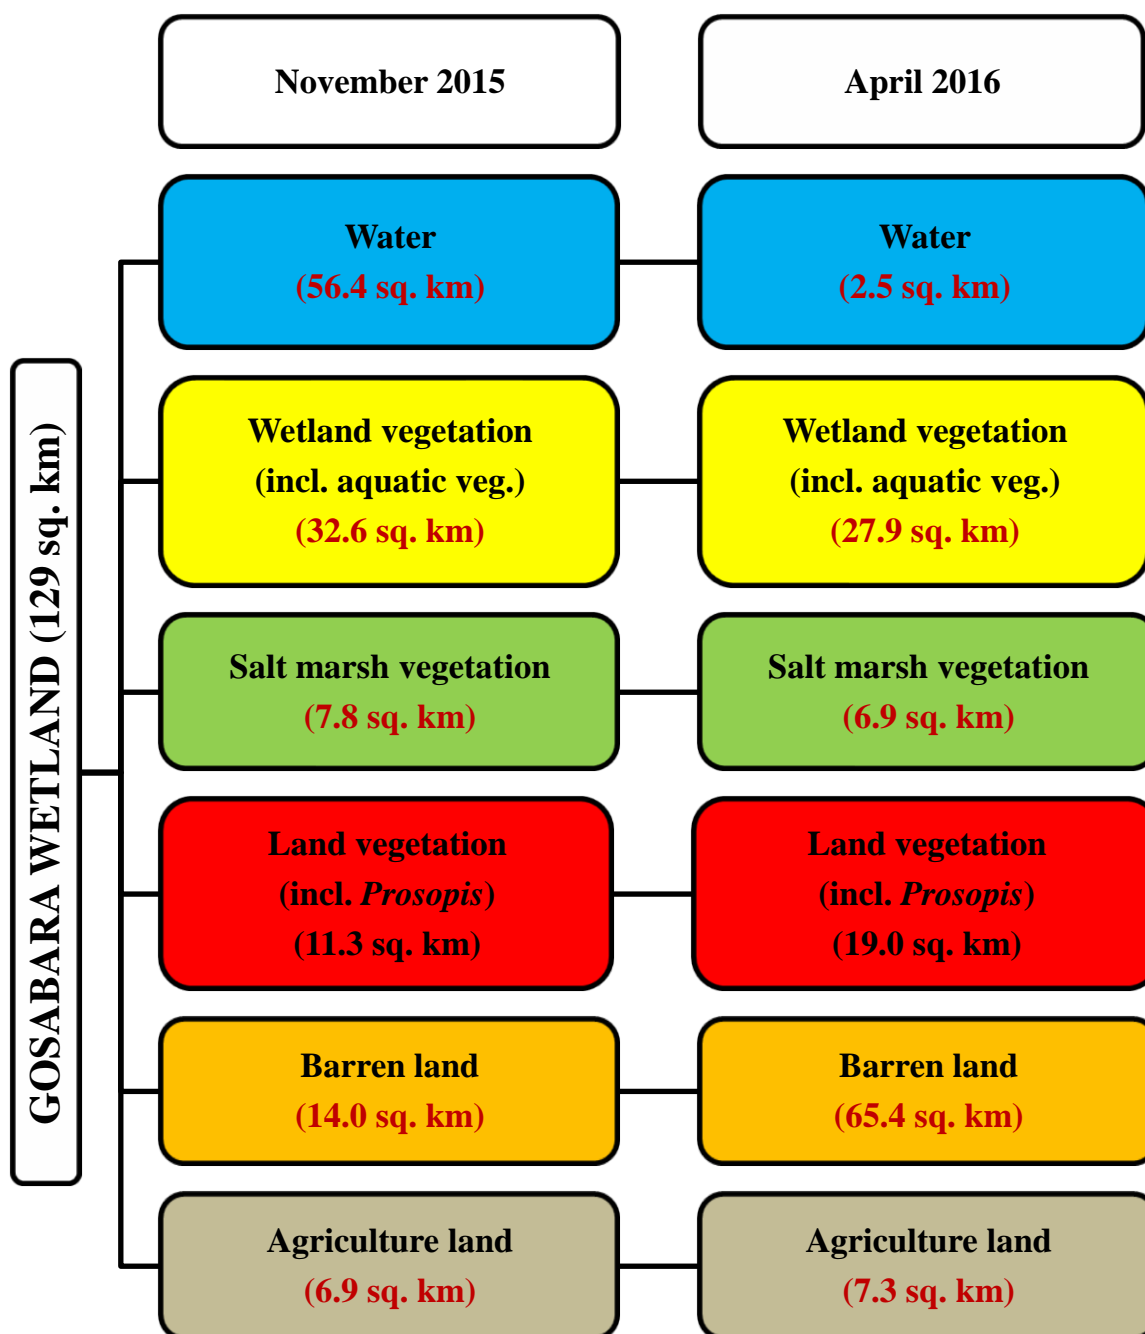 November 2015
April 2016
GOSABARA WETLAND (129 sq. km)
Water
(56.4 sq. km)
Water
(2.5 sq. km)
Wetland vegetation
(incl. aquatic veg.)
(32.6 sq. km)
Wetland vegetation
(incl. aquatic veg.)
(27.9 sq. km)
Salt marsh vegetation
(7.8 sq. km)
Salt marsh vegetation
(6.9 sq. km)
Land vegetation
(incl. Prosopis)
(11.3 sq. km)
Land vegetation
(incl. Prosopis)
(19.0 sq. km)
Barren land
(14.0 sq. km)
Barren land
(65.4 sq. km)
Agriculture land
(6.9 sq. km)
Agriculture land
(7.3 sq. km)